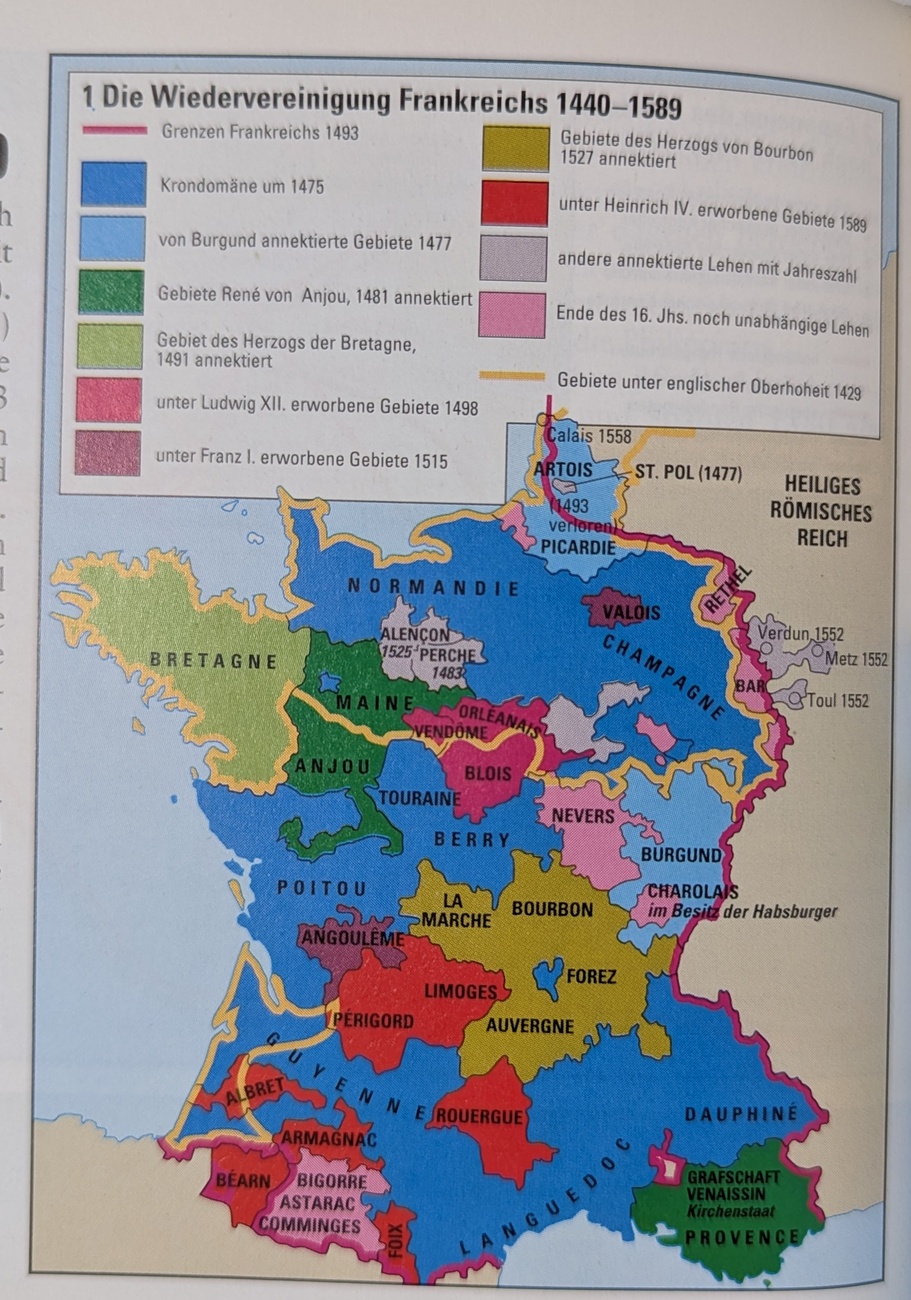 1 Die Wiedervereinigung Frankreichs 1440–1589
Grenzen Frankreichs 1493
Krondomäne um 1475
von Burgund annektierte Gebiete 1477
Gebiete René von Anjou, 1481 annektiert
Gebiet des Herzogs der Bretagne,
1491 annektiert
unter Ludwig XII. erworbene Gebiete 1498
unter Franz I. erworbene Gebiete 1515
Gebiete des Herzogs von Bourbon
1527 annektiert
unter Heinrich IV. erworbene Gebiete 1589
andere annektierte Lehen mit Jahreszahl
Ende des 16. Jhs. noch unabhängige Lehen
Gebiete unter englischer Oberhoheit 1429
Calais 1558
ARTOIS
ST. POL (1477)
(1493
verloren)
PICARDIE
HEILIGES
RÖMISCHES
REICH
NORMANDIE
RETHEL
VALOIS
ALENÇON
1525
PERCHE
1483
CHAMPAGNE
Verdun 1552
Metz 1552
BAR
Toul 1552
BRETAGNE
MAINE
ORLÉANAIS
VENDÔME
ANJOU
BLOIS
TOURAINE
NEVERS
BERRY
BURGUND
POITOU
CHAROLAIS
im Besitz der Habsburger
LA
MARCHE
BOURBON
ANGOULÊME
FOREZ
LIMOGES
PÉRIGORD
AUVERGNE
GUYENNE
ALBRET
ROUERGUE
DAUPHINÉ
ARMAGNAC
LANGUEDOC
BÉARN
BIGORRE
ASTARAC
COMMINGES
FOIX
GRAFSCHAFT
VENAISSIN
Kirchenstaat
PROVENCE